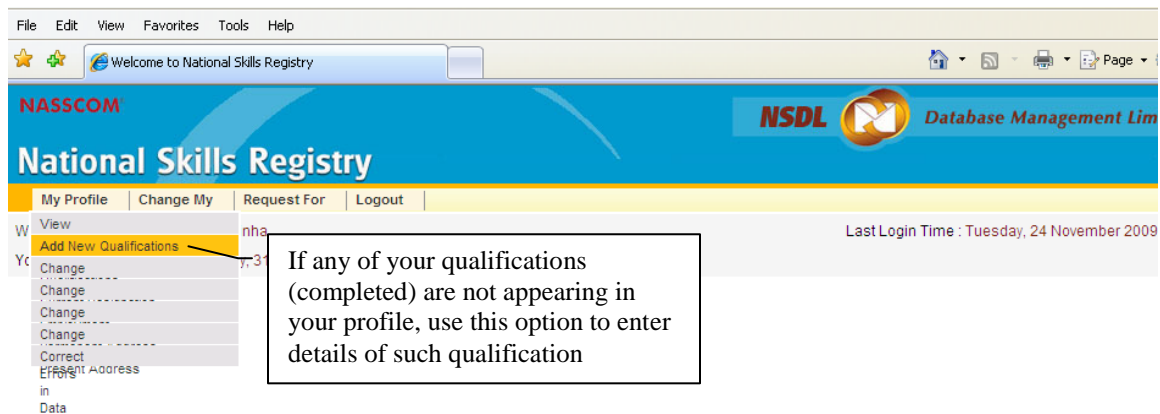 File Edit View Favorites Tools Help
Welcome to National Skills Registry
Page
NASSCOM
NSDL Database Management Lim
National Skills Registry
My Profile Change My Request For Logout
View
nha
Last Login Time : Tuesday, 24 November 2009
Add New Qualifications
Change
Change
Change
Change
Correct
Errors
Present Address
in
Data
If any of your qualifications
(completed) are not appearing in
your profile, use this option to enter
details of such qualification